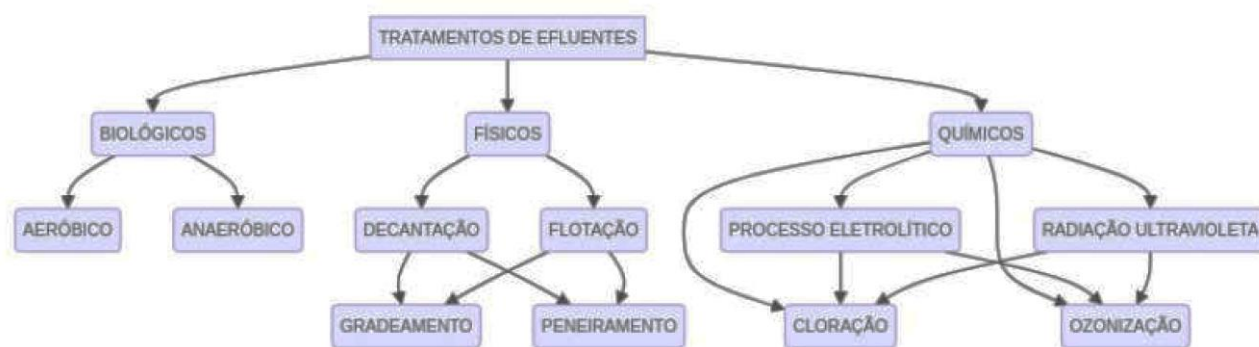 TRATAMENTOS DE EFLUENTES
BIOLÓGICOS
FÍSICOS
QUÍMICOS
AERÓBICO
ANAERÓBICO
DECANTAÇÃO
FLOTAÇÃO
PROCESSO ELETROLÍTICO
RADIAÇÃO ULTRAVIOLETA
GRADEAMENTO
PENEIRAMENTO
CLORAÇÃO
OZONIZAÇÃO